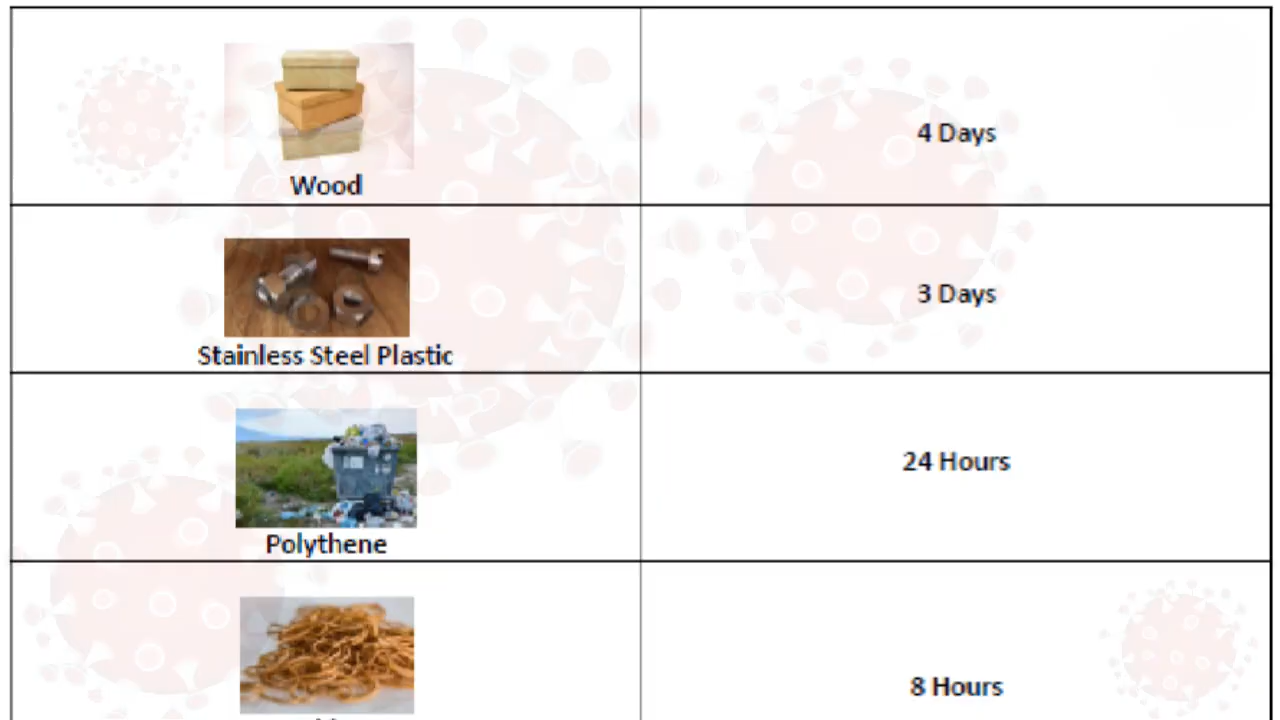 Wood
4 Days
Stainless Steel Plastic
3 Days
Polythene
24 Hours
8 Hours